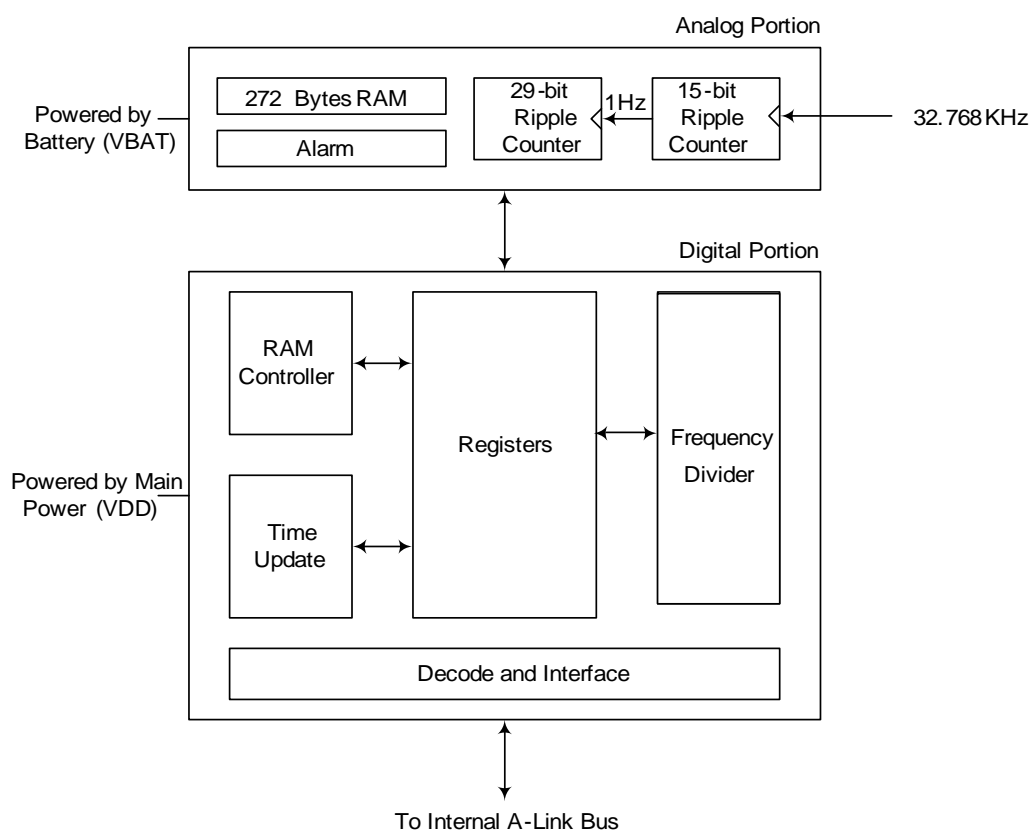 Analog Portion
272 Bytes RAM
Alarm
29-bit
Ripple
Counter
1Hz
15-bit
Ripple
Counter
32.768KHz
Powered by
Battery (VBAT)
Digital Portion
RAM
Controller
Registers
Frequency
Divider
Powered by Main
Power (VDD)
Time
Update
Decode and Interface
To Internal A-Link Bus